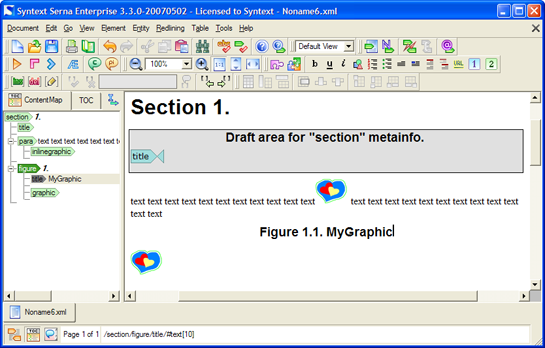 Syntext Serna Enterprise 3.3.0-20070502 - Licensed to Syntext - Noname6.xml
Document Edit Go View Element Entity Redlining Table Tools Help
Default View
100%
b u i URL 1 2
ContentMap TOC
section 1.
title
para text text text text text text t
inlinegraphic
figure 1.
title MyGraphic
graphic
Section 1.
Draft area for "section" metainfo.
title
text text text text text text text text text text text text text text text text text text text text text
text text
Figure 1.1. MyGraphic
Noname6.xml
TOC Page 1 of 1 /section/figure/title/#text[10]